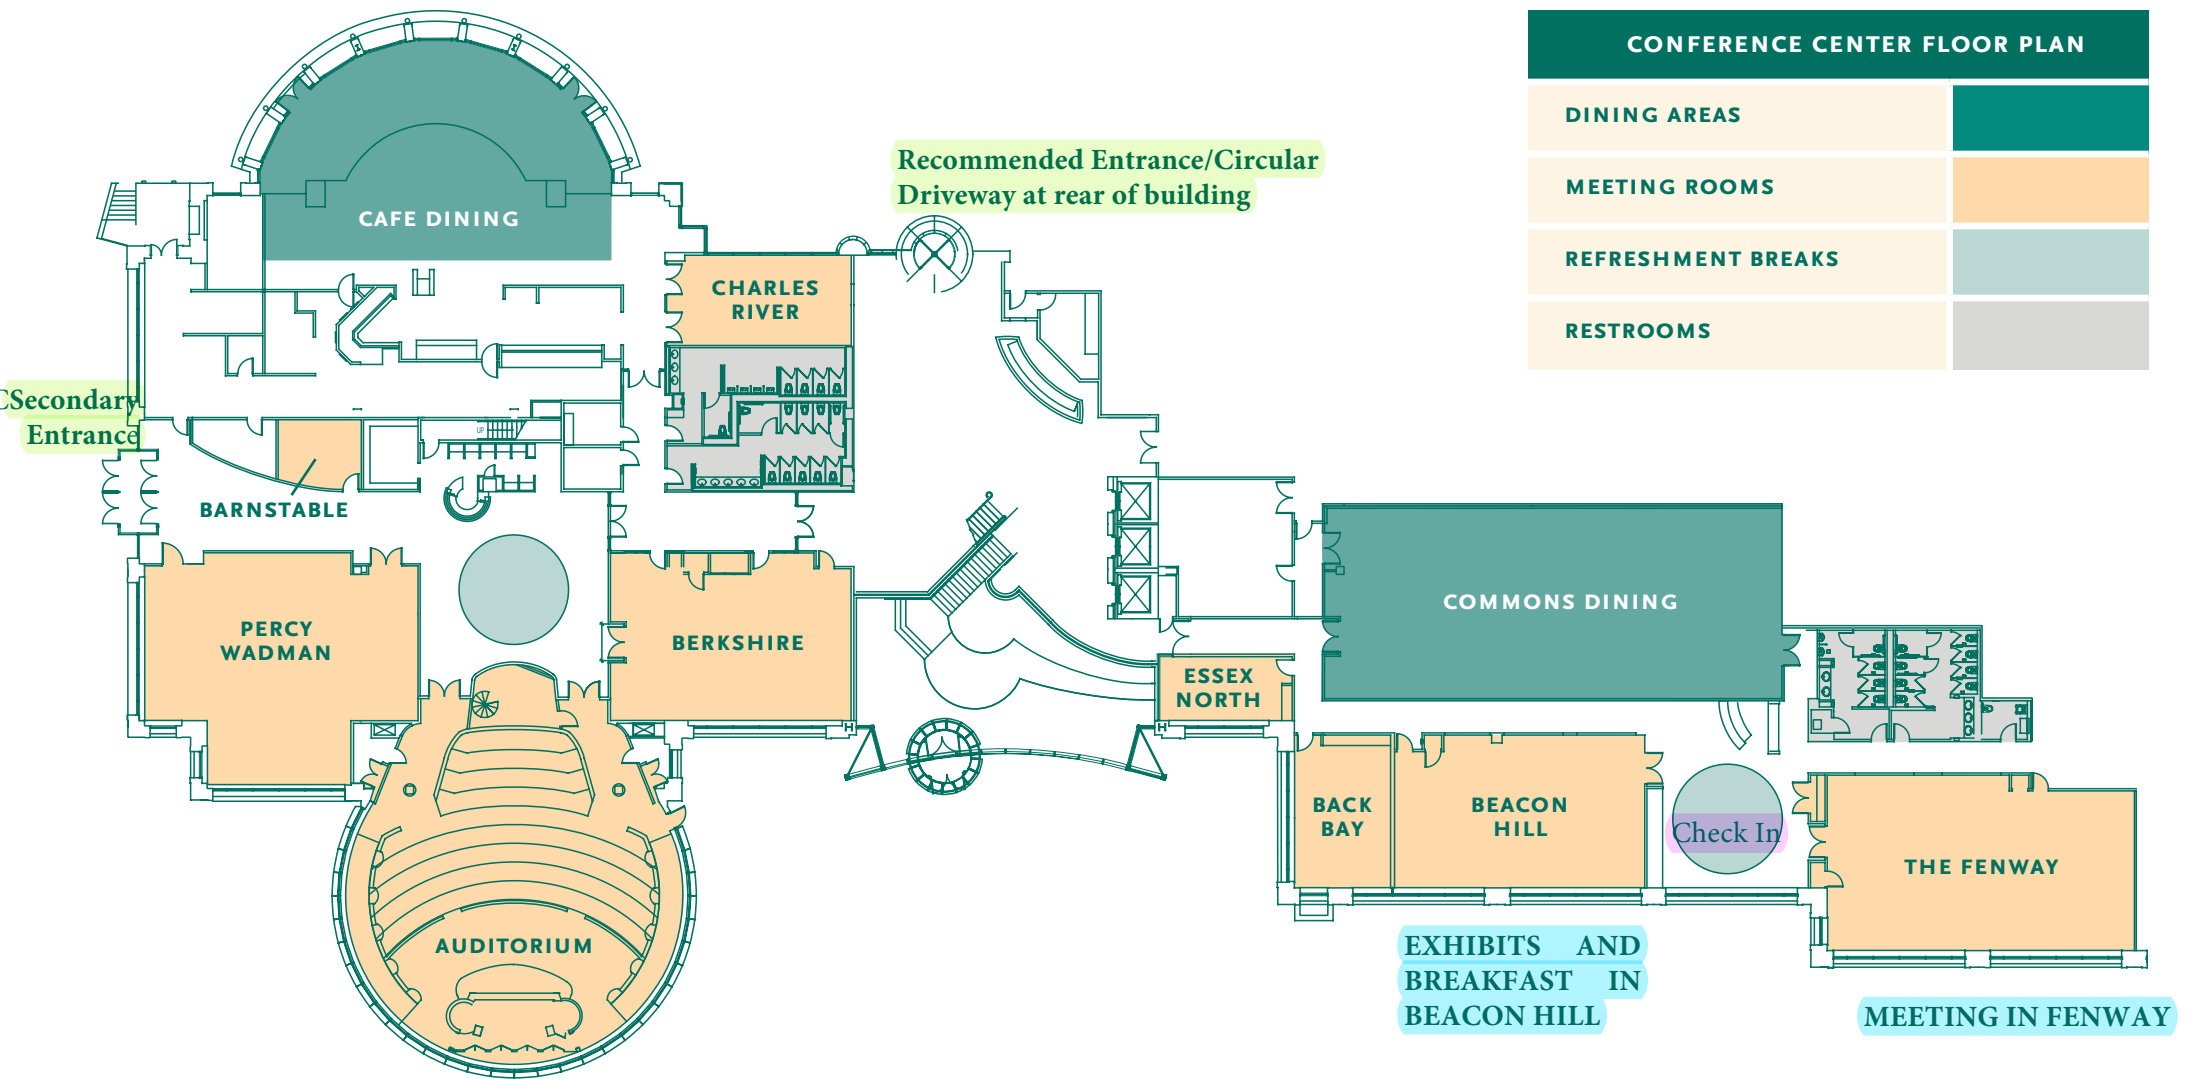 CONFERENCE CENTER FLOOR PLAN
DINING AREAS
MEETING ROOMS
REFRESHMENT BREAKS
RESTROOMS
Recommended Entrance/Circular
Driveway at rear of building
CAFE DINING
CHARLES
RIVER
CSecondary
Entrance
UP
BARNSTABLE
PERCY
WADMAN
BERKSHIRE
COMMONS DINING
ESSEX
NORTH
BACK
BAY
BEACON
HILL
Check In
THE FENWAY
AUDITORIUM
EXHIBITS AND
BREAKFAST IN
BEACON HILL
MEETING IN FENWAY